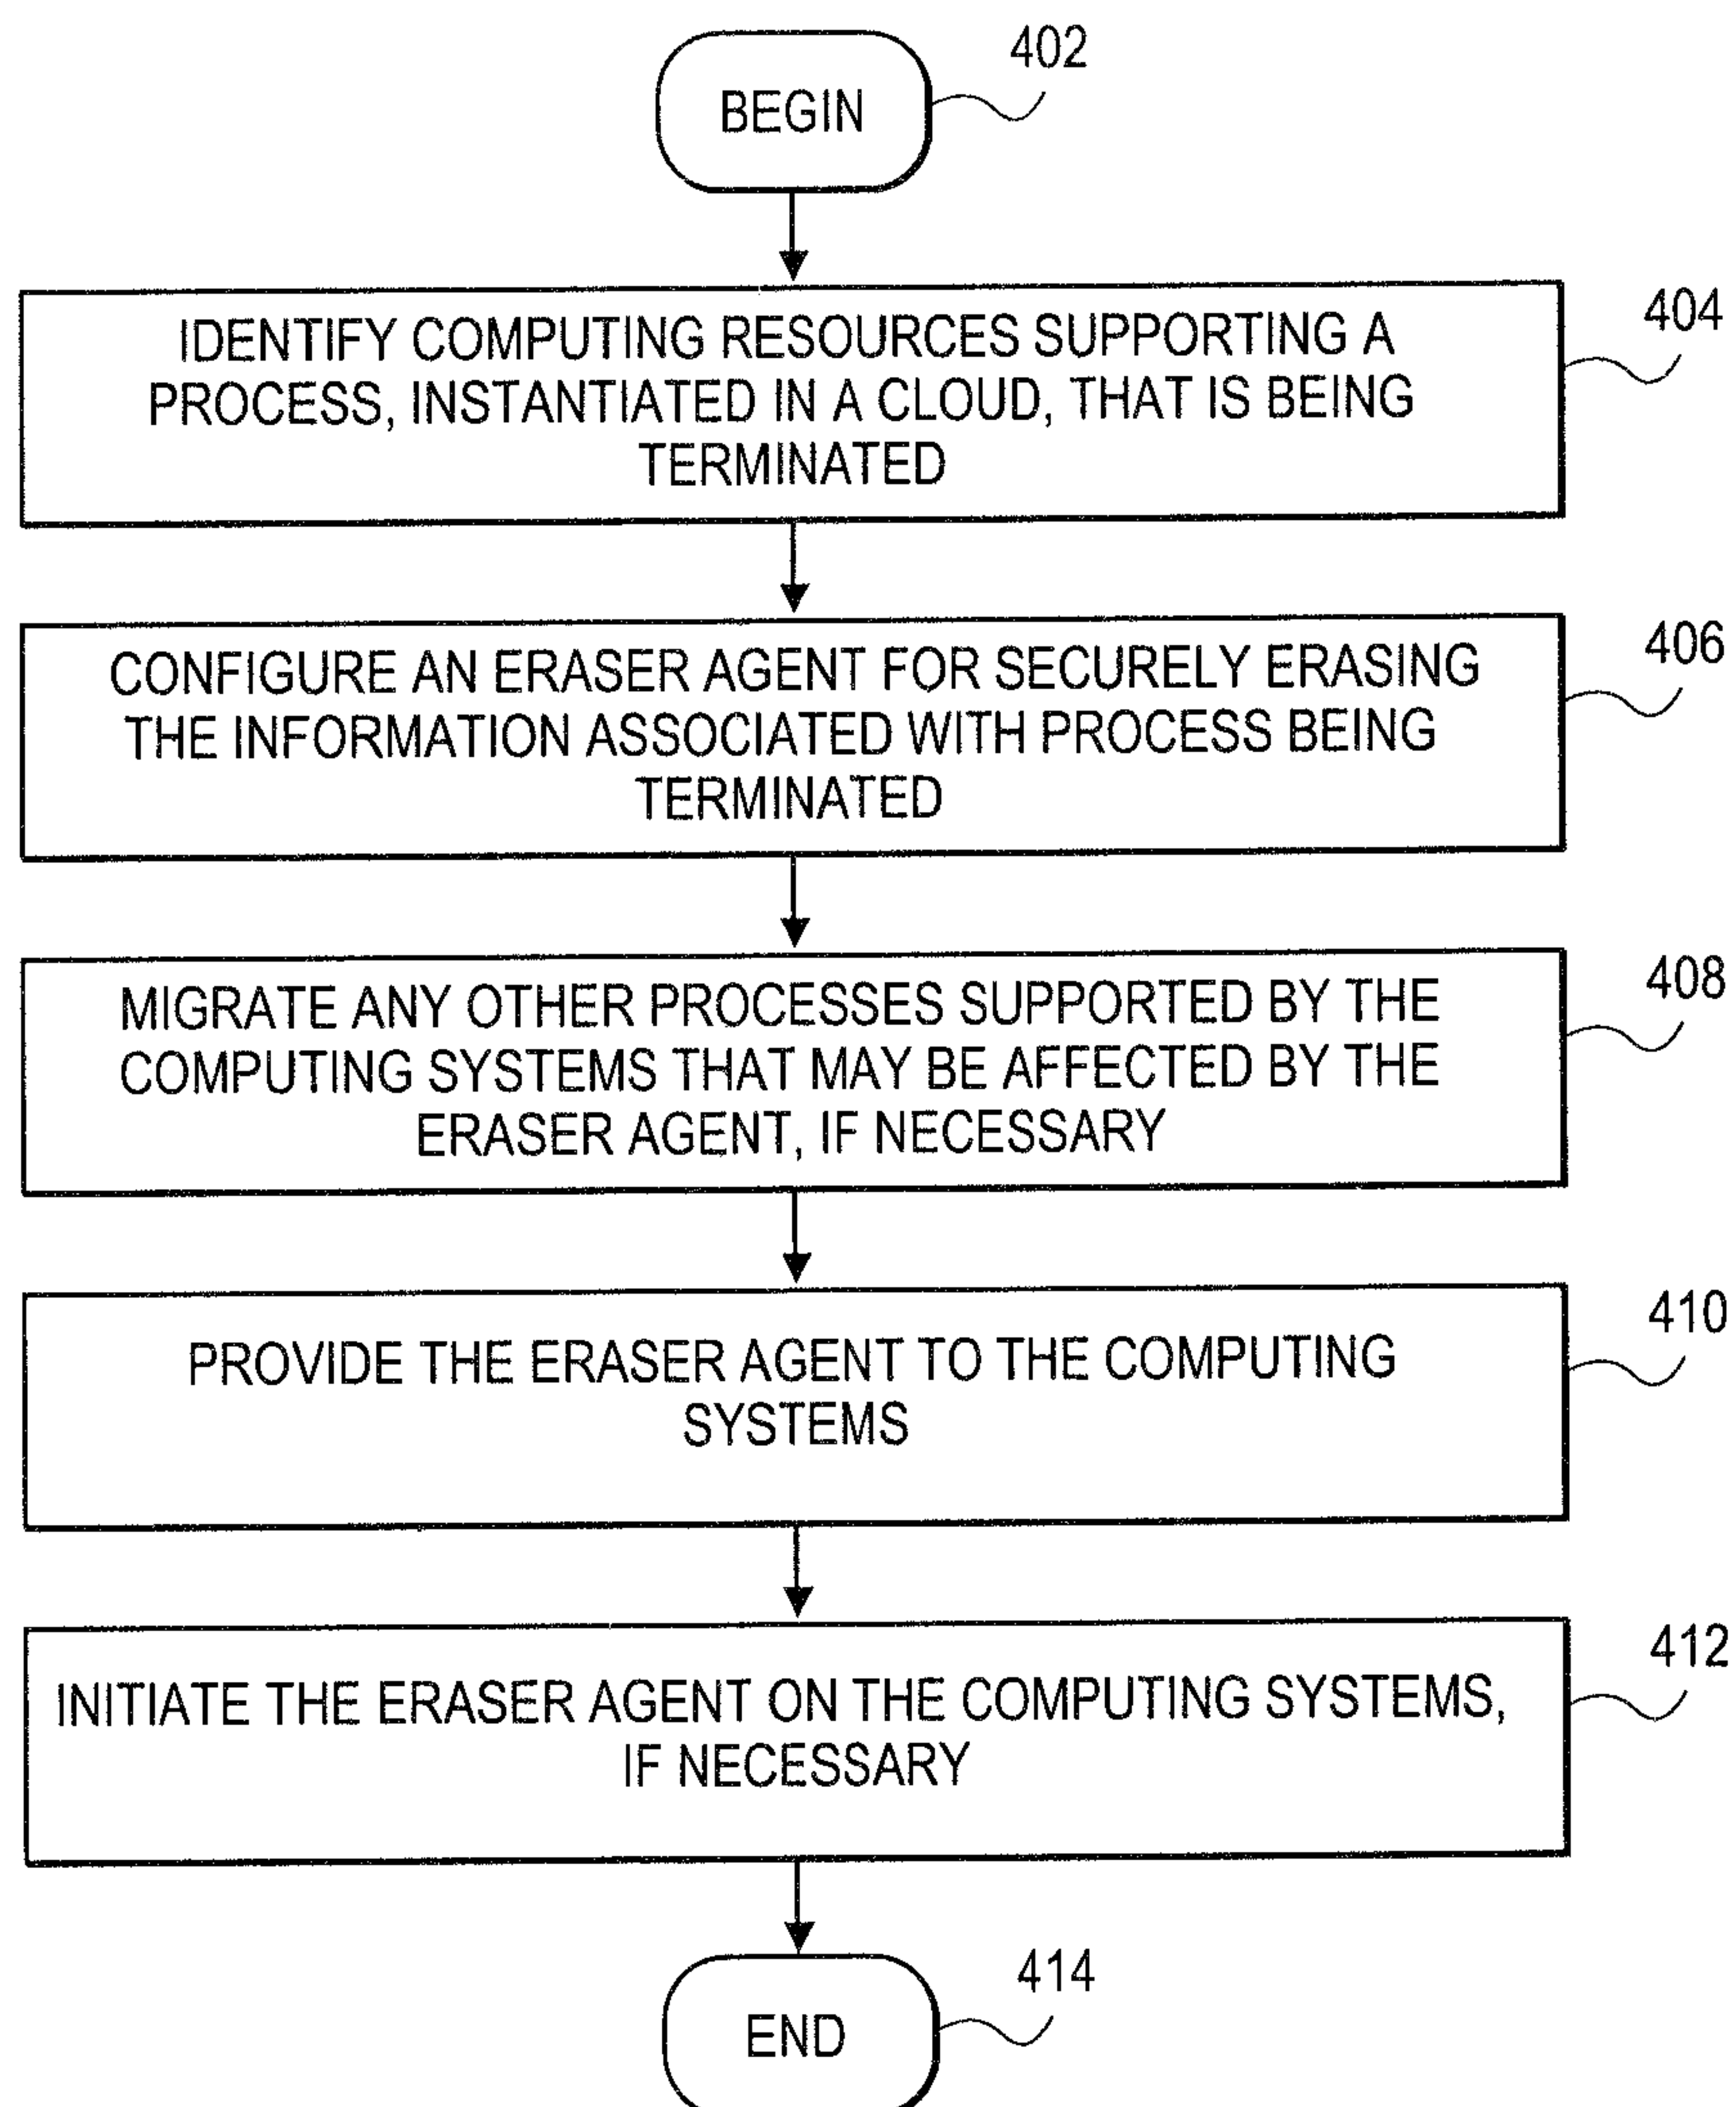 402
BEGIN
404
IDENTIFY COMPUTING RESOURCES SUPPORTING A
PROCESS, INSTANTIATED IN A CLOUD, THAT IS BEING
TERMINATED
406
CONFIGURE AN ERASER AGENT FOR SECURELY ERASING
THE INFORMATION ASSOCIATED WITH PROCESS BEING
TERMINATED
408
MIGRATE ANY OTHER PROCESSES SUPPORTED BY THE
COMPUTING SYSTEMS THAT MAY BE AFFECTED BY THE
ERASER AGENT, IF NECESSARY
410
PROVIDE THE ERASER AGENT TO THE COMPUTING
SYSTEMS
412
INITIATE THE ERASER AGENT ON THE COMPUTING SYSTEMS,
IF NECESSARY
414
END